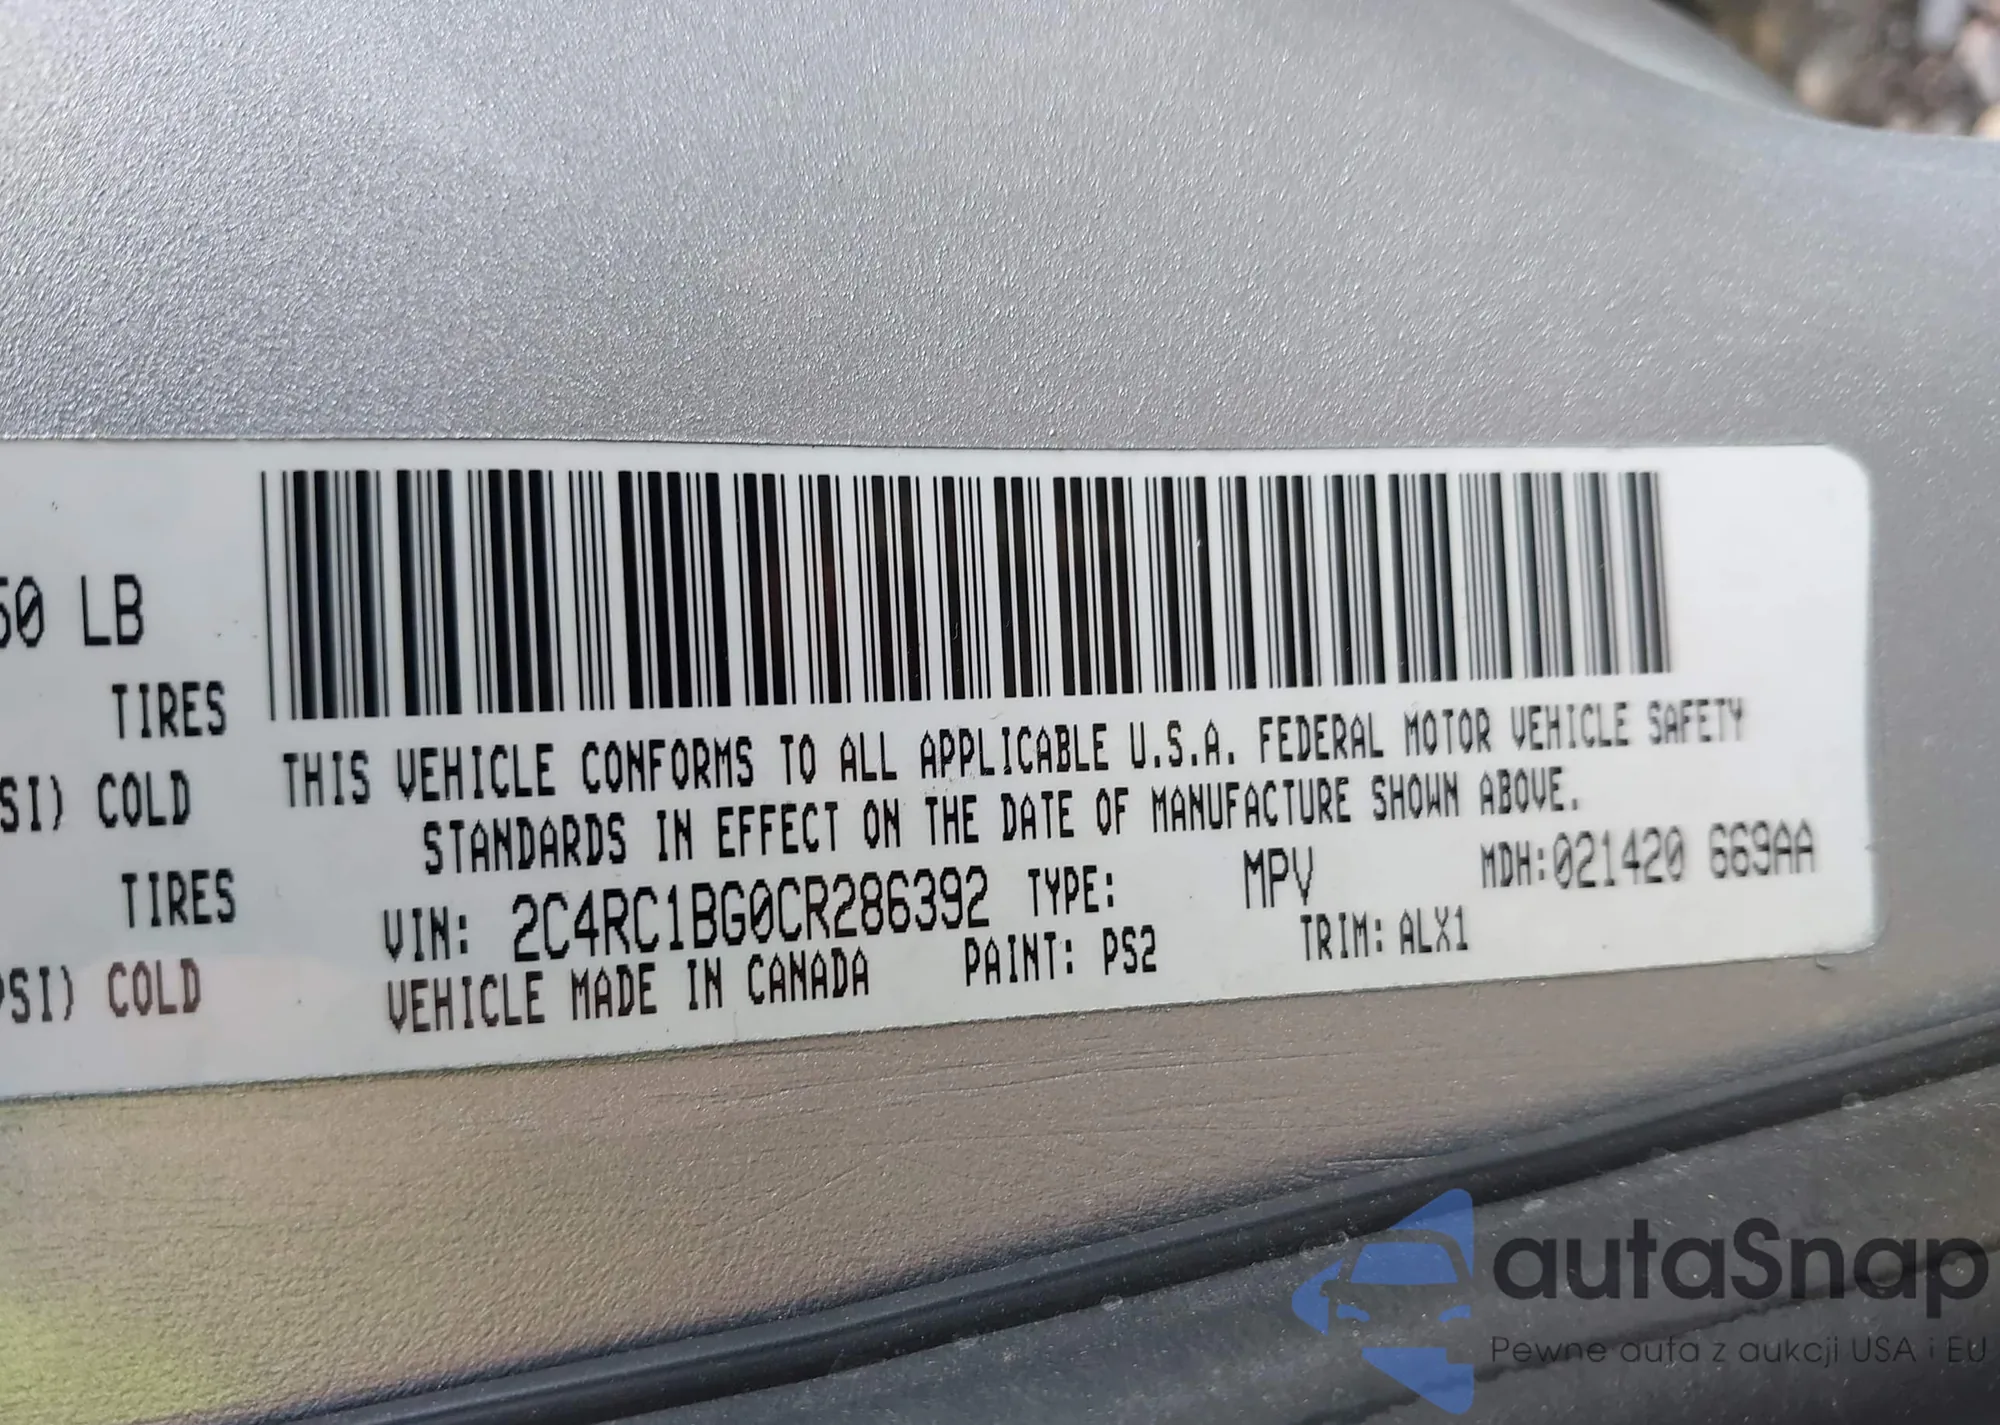 50 LB
TIRES
SI) COLD
TIRES
PSI) COLD
THIS VEHICLE CONFORMS TO ALL APPLICABLE U.S.A. FEDERAL MOTOR VEHICLE SAFETY
STANDARDS IN EFFECT ON THE DATE OF MANUFACTURE SHOWN ABOVE.
VIN: 2C4RC1BG0CR286392 TYPE: MPV MDH:021420 669AA
VEHICLE MADE IN CANADA PAINT: PS2 TRIM: ALX1
autaSnap
Pewne auta z aukcji USA i EU